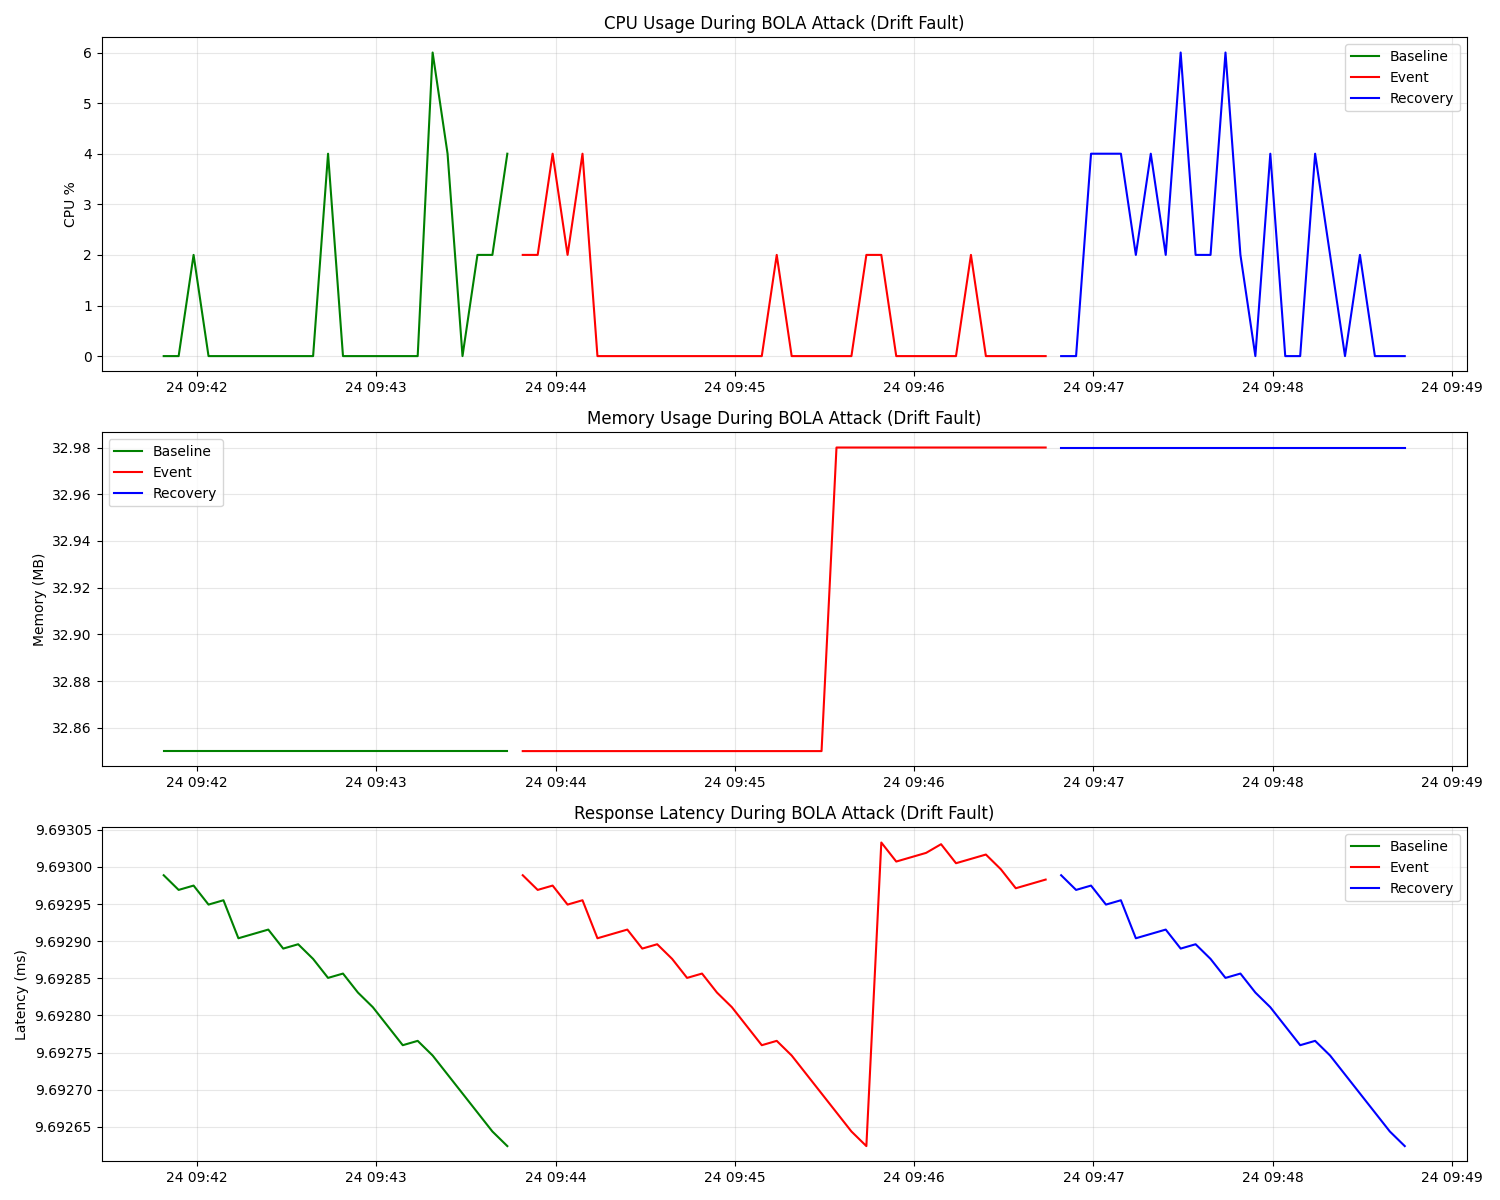 CPU Usage During BOLA Attack (Drift Fault)
6
5
4
3
2
1
0
CPU %
Baseline
Event
Recovery
24 09:42 24 09:43 24 09:44 24 09:45 24 09:46 24 09:47 24 09:48 24 09:49
Memory Usage During BOLA Attack (Drift Fault)
32.98
32.96
32.94
32.92
32.90
32.88
32.86
Memory (MB)
Baseline
Event
Recovery
24 09:42 24 09:43 24 09:44 24 09:45 24 09:46 24 09:47 24 09:48 24 09:49
Response Latency During BOLA Attack (Drift Fault)
9.69305
9.69300
9.69295
9.69290
9.69285
9.69280
9.69275
9.69270
9.69265
Latency (ms)
Baseline
Event
Recovery
24 09:42 24 09:43 24 09:44 24 09:45 24 09:46 24 09:47 24 09:48 24 09:49